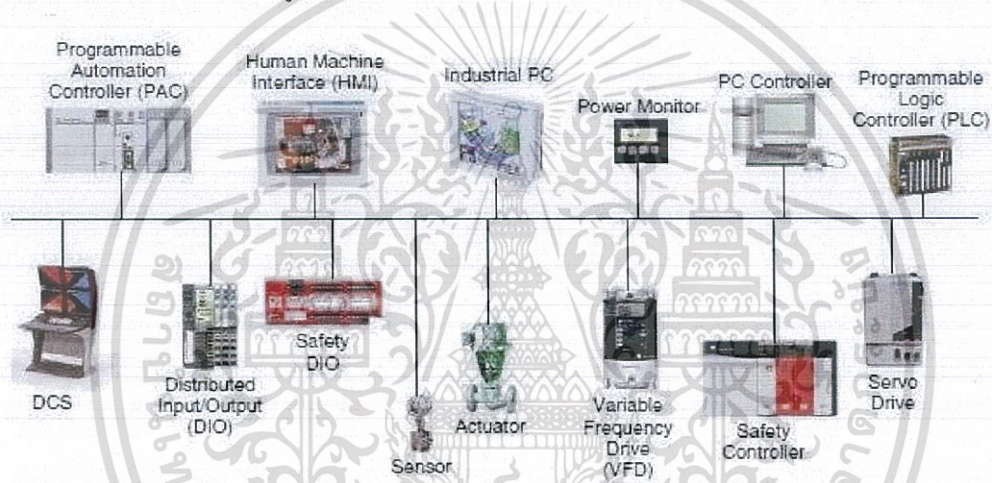 Programmable
Automation
Controller (PAC)
Human Machine
Interface (HMI)
Industrial PC
Power Monitor
PC Controller
Programmable
Logic
Controller (PLC)
DCS
Distributed
Input/Output
(DIO)
Safety
DIO
Sensor
Actuator
Variable
Frequency
Drive
(VFD)
Safety
Controller
Servo
Drive